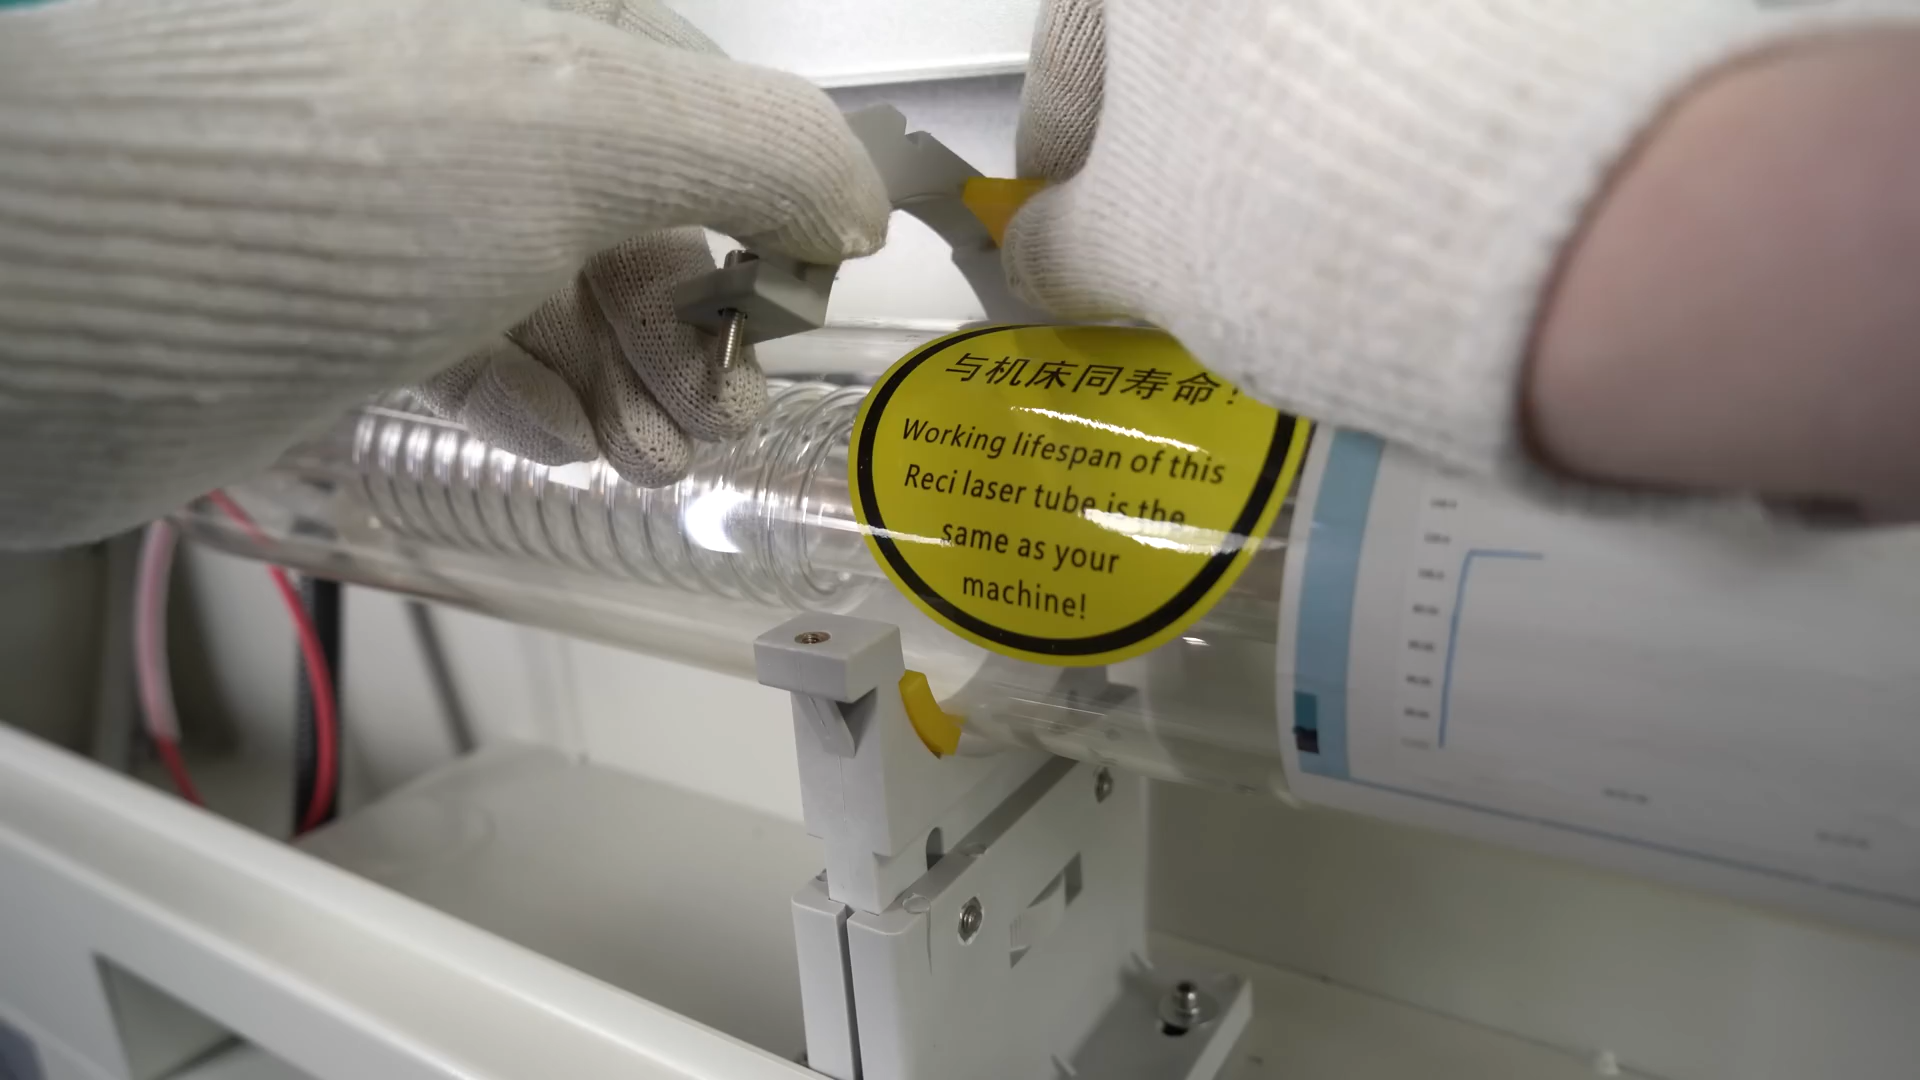 与机床同寿命!
Working lifespan of this
Reci laser tube is the
same as your
machine!